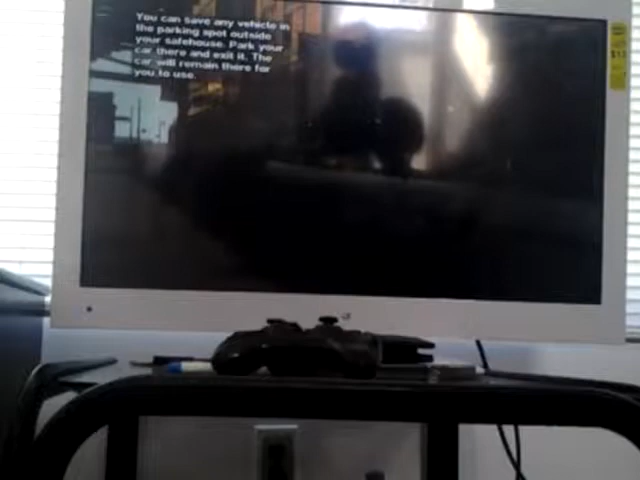 You can save any vehicle in
the parking spot outside
your safehouse. Park your
car there and exit it. The
car will remain there for
you to use.